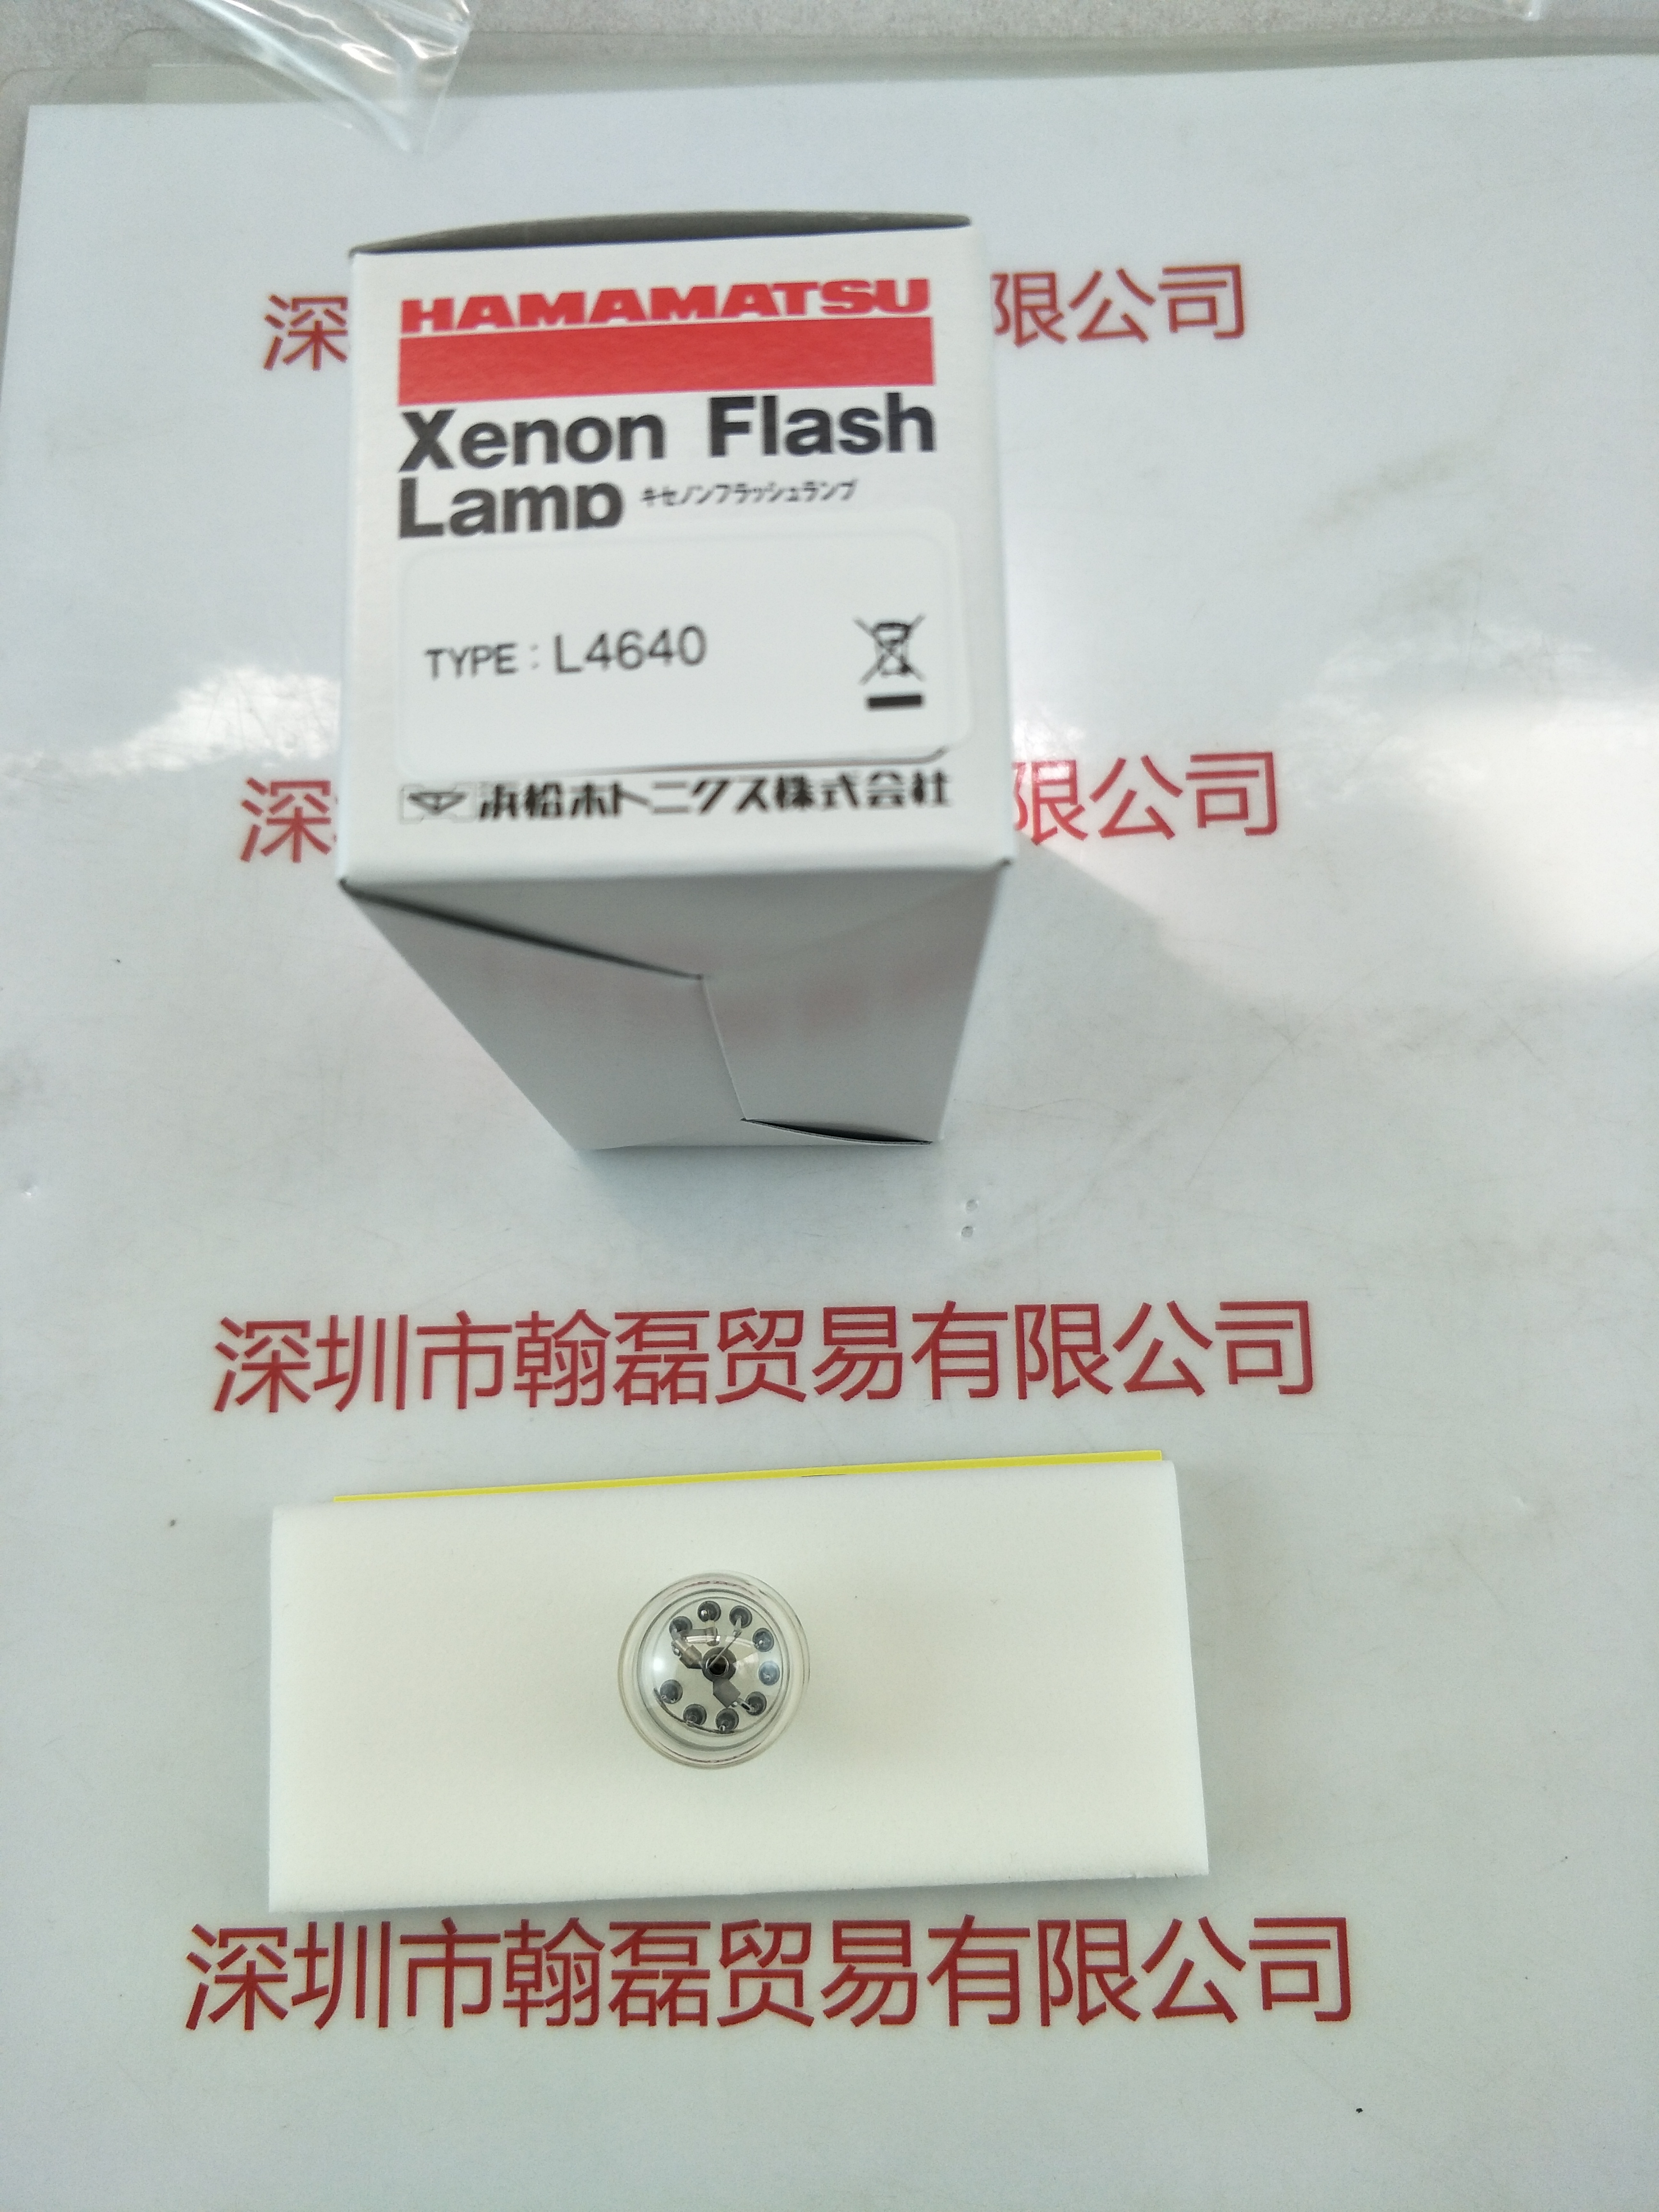 深 限公司
HAMAMATSU
Xenon Flash
Lamp キセノンフラッシュランプ
TYPE : L4640
深 限公司
浜松ホトニクス株式会社
深圳市翰磊贸易有限公司
深圳市翰磊贸易有限公司